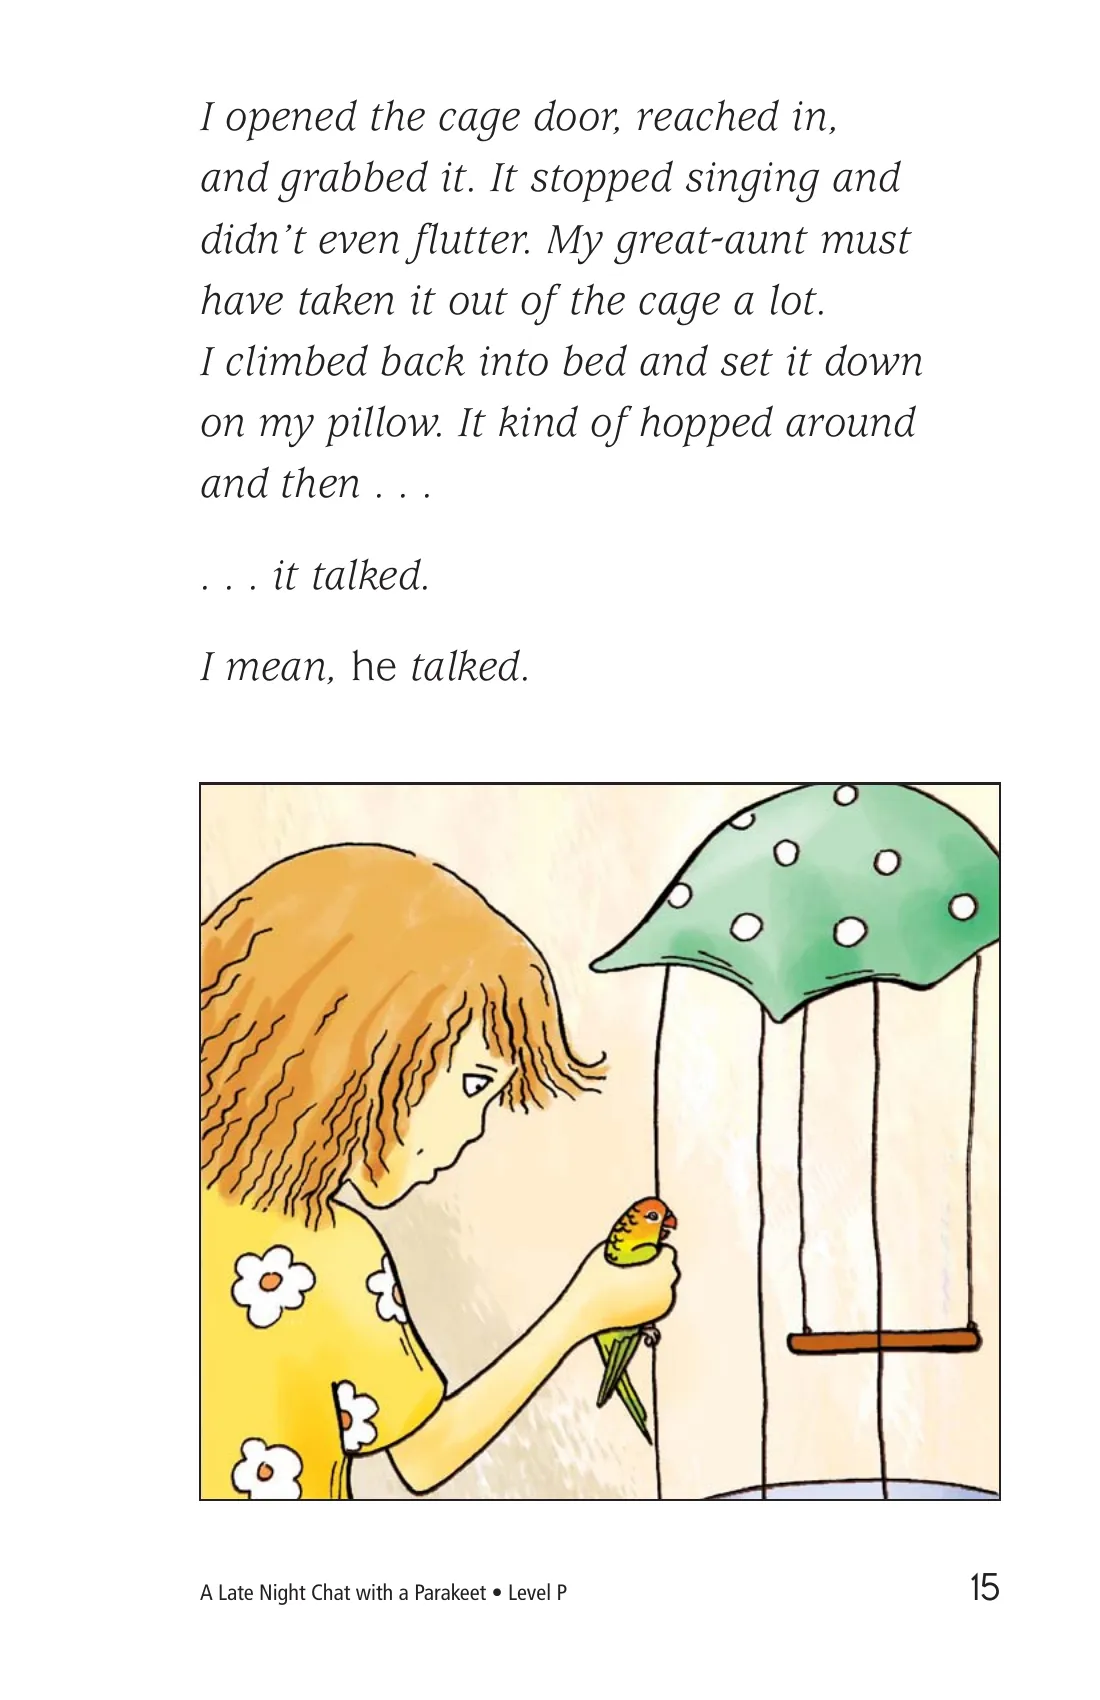 I opened the cage door, reached in,
and grabbed it. It stopped singing and
didn’t even flutter. My great-aunt must
have taken it out of the cage a lot.
I climbed back into bed and set it down
on my pillow. It kind of hopped around
and then . . .
. . . it talked.
I mean, he talked.
A Late Night Chat with a Parakeet • Level P
15